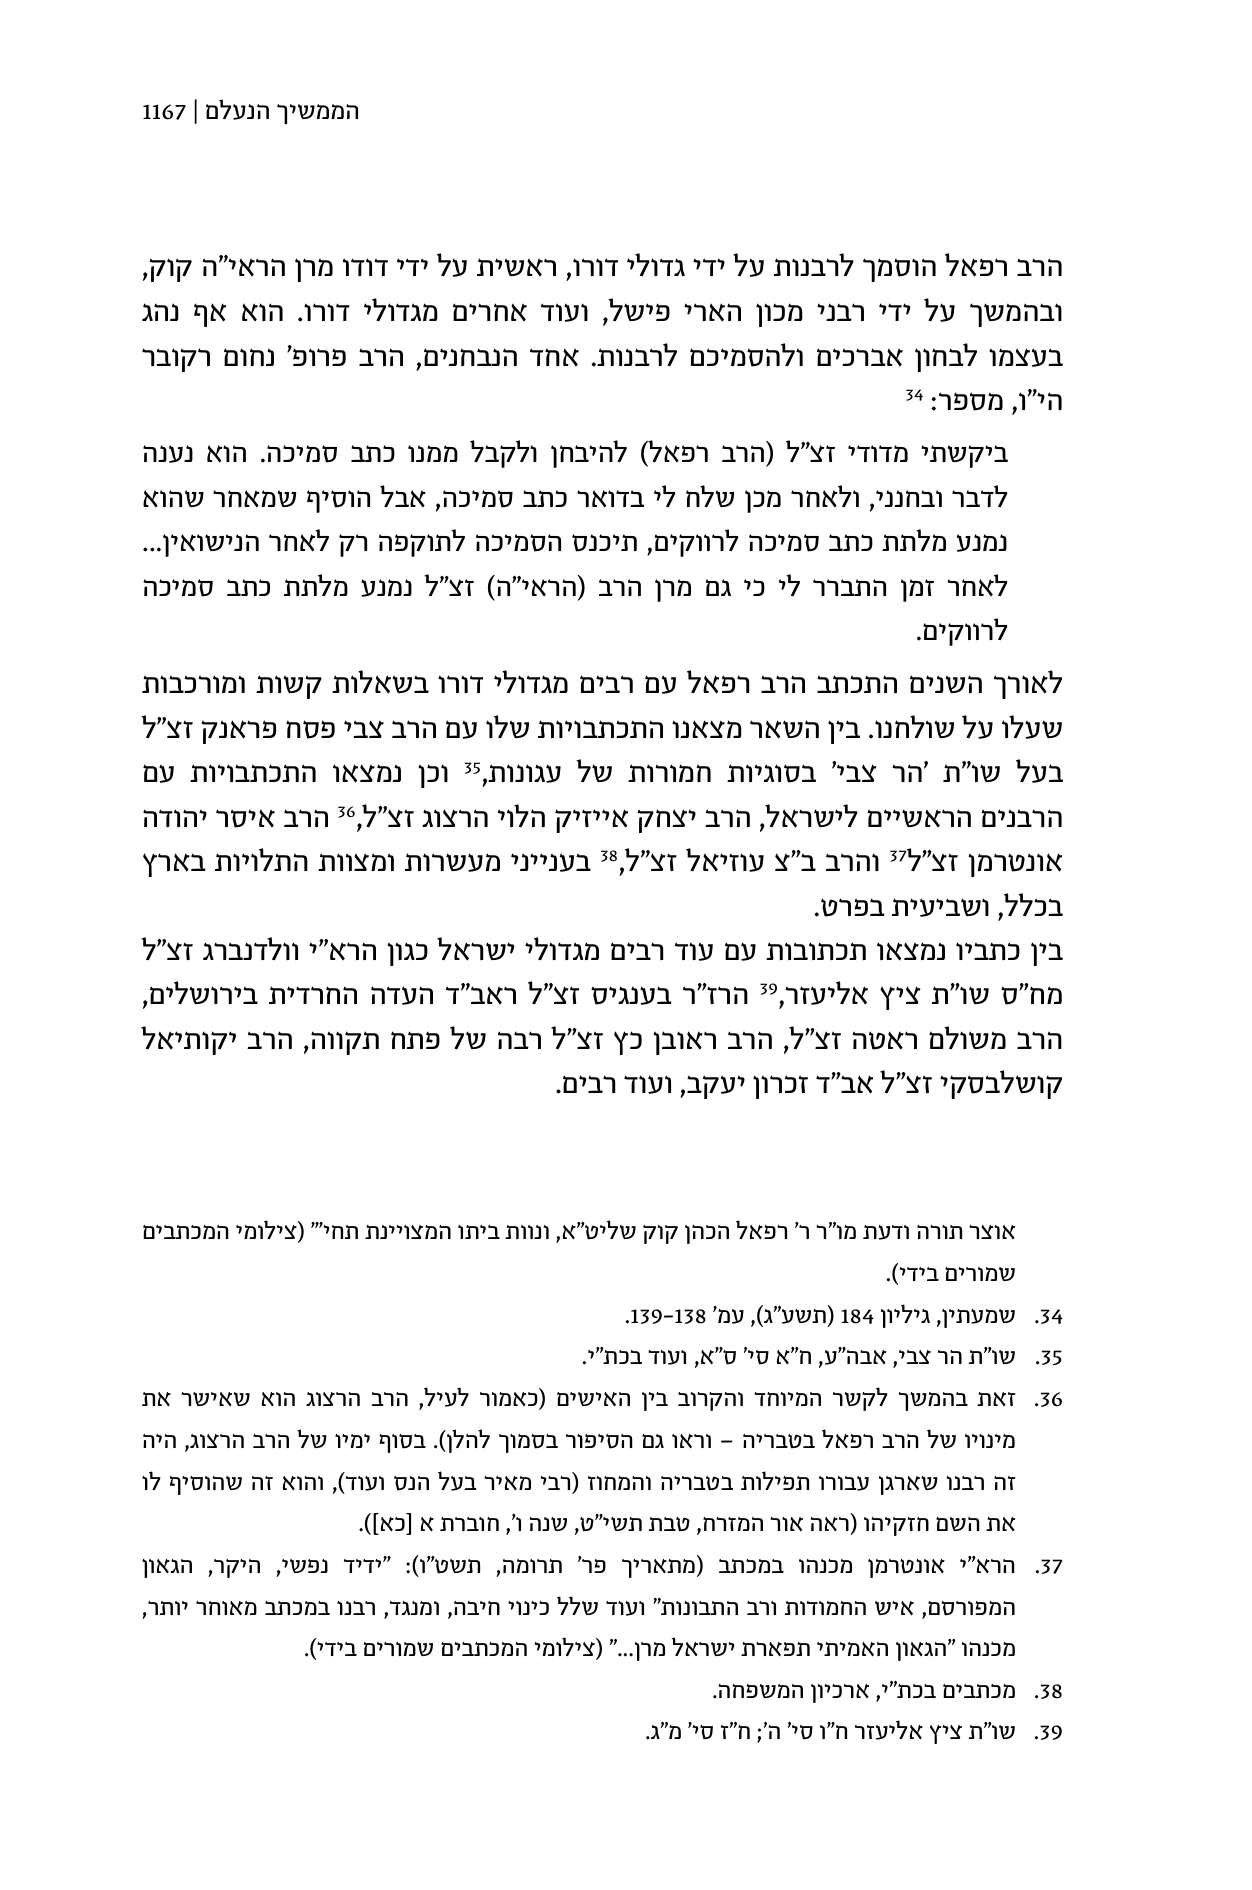 הממשיך הנעלם | 1167
הרב רפאל הוסמך לרבנות על ידי גדולי דורו, ראשית על ידי דודו מרן הראי”ה קוק,
ובהמשך על ידי רבני מכון הארי פישל, ועוד אחרים מגדולי דורו. הוא אף נהג
בעצמו לבחון אברכים ולהסמיכם לרבנות. אחד הנבחנים, הרב פרופ’ נחום רקובר
הי”ו, מספר: 34
ביקשתי מדודי זצ”ל (הרב רפאל) להיבחן ולקבל ממנו כתב סמיכה. הוא נענה
לדבר ובחנני, ולאחר מכן שלח לי בדואר כתב סמיכה, אבל הוסיף שמאחר שהוא
נמנע מלתת כתב סמיכה לרווקים, תיכנס הסמיכה לתוקפה רק לאחר הנישואין...
לאחר זמן התברר לי כי גם מרן הרב (הראי”ה) זצ”ל נמנע מלתת כתב סמיכה
לרווקים.
לאורך השנים התכתב הרב רפאל עם רבים מגדולי דורו בשאלות קשות ומורכבות
שעלו על שולחנו. בין השאר מצאנו התכתבויות שלו עם הרב צבי פסח פראנק זצ”ל
בעל שו”ת ’הר צבי’ בסוגיות חמורות של עגונות,35 וכן נמצאו התכתבויות עם
הרבנים הראשיים לישראל, הרב יצחק אייזיק הלוי הרצוג זצ”ל,36 הרב איסר יהודה
אונטרמן זצ”ל37 והרב ב”צ עוזיאל זצ”ל,38 בענייני מעשרות ומצוות התלויות בארץ
בכלל, ושביעית בפרט.
בין כתביו נמצאו תכתובות עם עוד רבים מגדולי ישראל כגון הרא”י וולדנברג זצ”ל
מח”ס שו”ת ציץ אליעזר,39 הרז”ר בענגיס זצ”ל ראב”ד העדה החרדית בירושלים,
הרב משולם ראטה זצ”ל, הרב ראובן כץ זצ”ל רבה של פתח תקווה, הרב יקותיאל
קושלבסקי זצ”ל אב”ד זכרון יעקב, ועוד רבים.
אוצר תורה ודעת מו”ר ר’ רפאל הכהן קוק שליט”א, ונוות ביתו המצויינת תחי’” (צילומי המכתבים
שמורים בידי).
34. שמעתין, גיליון 184 (תשע”ג), עמ’ 138–139.
35. שו”ת הר צבי, אבה”ע, ח”א סי’ ס”א, ועוד בכת”י.
36. זאת בהמשך לקשר המיוחד והקרוב בין האישים (כאמור לעיל, הרב הרצוג הוא שאישר את
מינויו של הרב רפאל בטבריה – וראו גם הסיפור בסמוך להלן). בסוף ימיו של הרב הרצוג, היה
זה רבנו שארגן עבורו תפילות בטבריה והמחוז (רבי מאיר בעל הנס ועוד), והוא זה שהוסיף לו
את השם חזקיהו (ראה אור המזרח, טבת תשי”ט, שנה ו’, חוברת א [כא]).
37. הרא”י אונטרמן מכנהו במכתב (מתאריך פר’ תרומה, תשט”ו): ”ידיד נפשי, היקר, הגאון
המפורסם, איש החמודות ורב התבונות” ועוד שלל כינוי חיבה, ומנגד, רבנו במכתב מאוחר יותר,
מכנהו ”הגאון האמיתי תפארת ישראל מרן...” (צילומי המכתבים שמורים בידי).
38. מכתבים בכת”י, ארכיון המשפחה.
39. שו”ת ציץ אליעזר ח”ו סי’ ה’; ח”ז סי’ מ”ג.